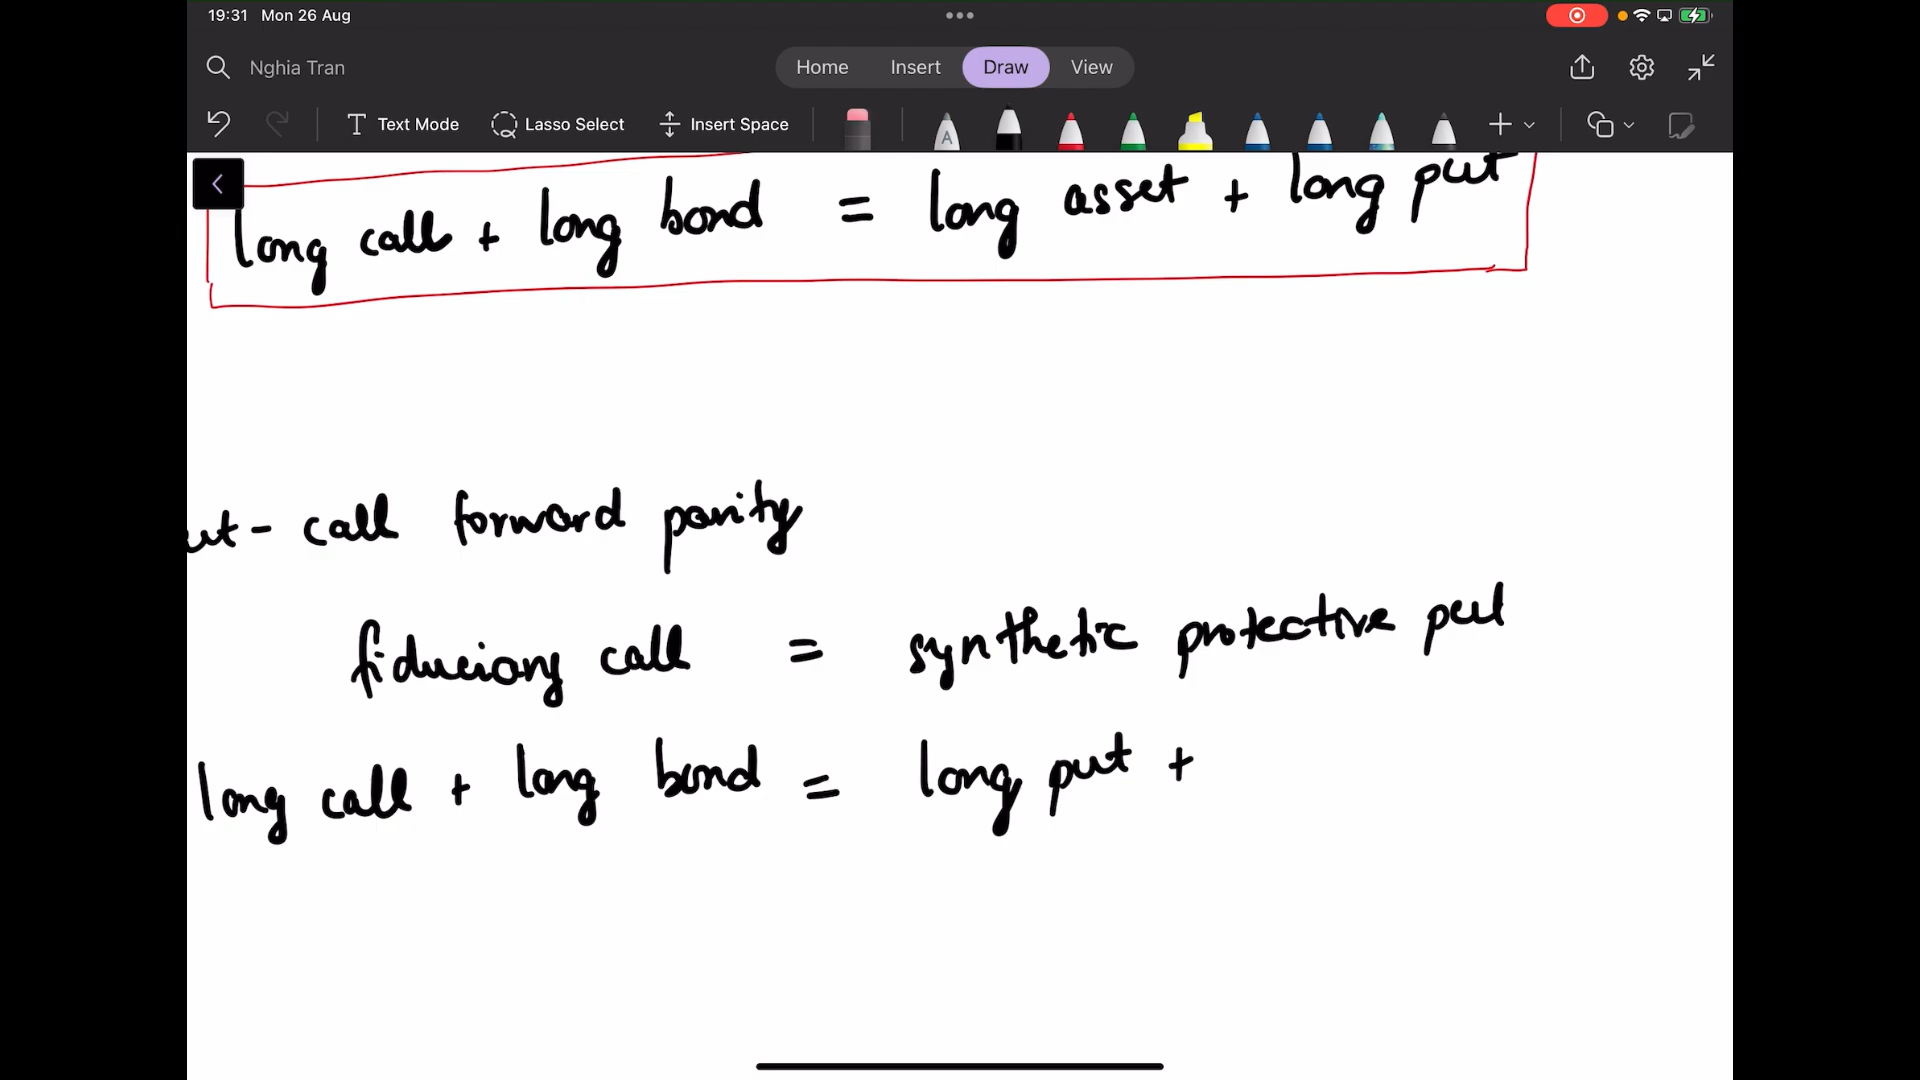 19:31 Mon 26 Aug
Nghia Tran Home Insert Draw View
Text Mode Lasso Select Insert Space A
long call + long bond = long asset + long put
ut - call forward parity
fiduciary call = synthetic protective put
long call + long bond = long put +